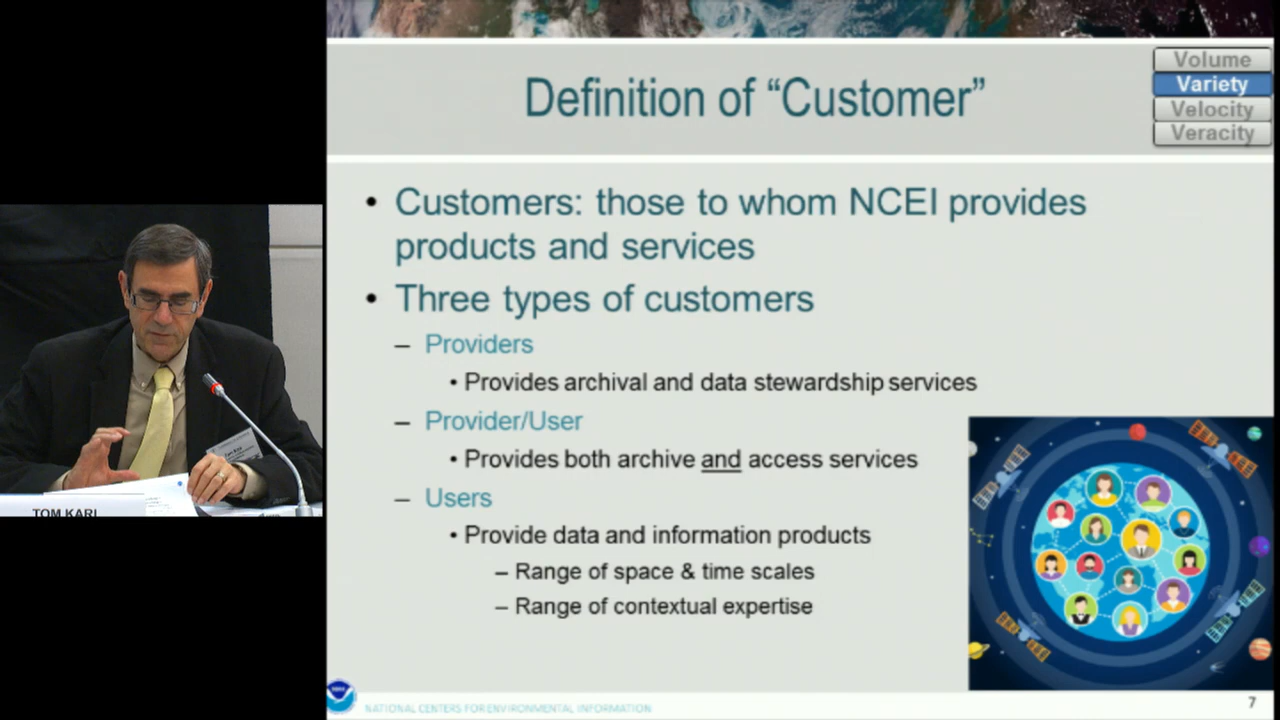 Definition of “Customer”
Volume
Variety
Velocity
Veracity
• Customers: those to whom NCEI provides
products and services
• Three types of customers
– Providers
• Provides archival and data stewardship services
– Provider/User
• Provides both archive and access services
– Users
• Provide data and information products
– Range of space & time scales
– Range of contextual expertise
TOM KARL
NATIONAL CENTERS FOR ENVIRONMENTAL INFORMATION
7